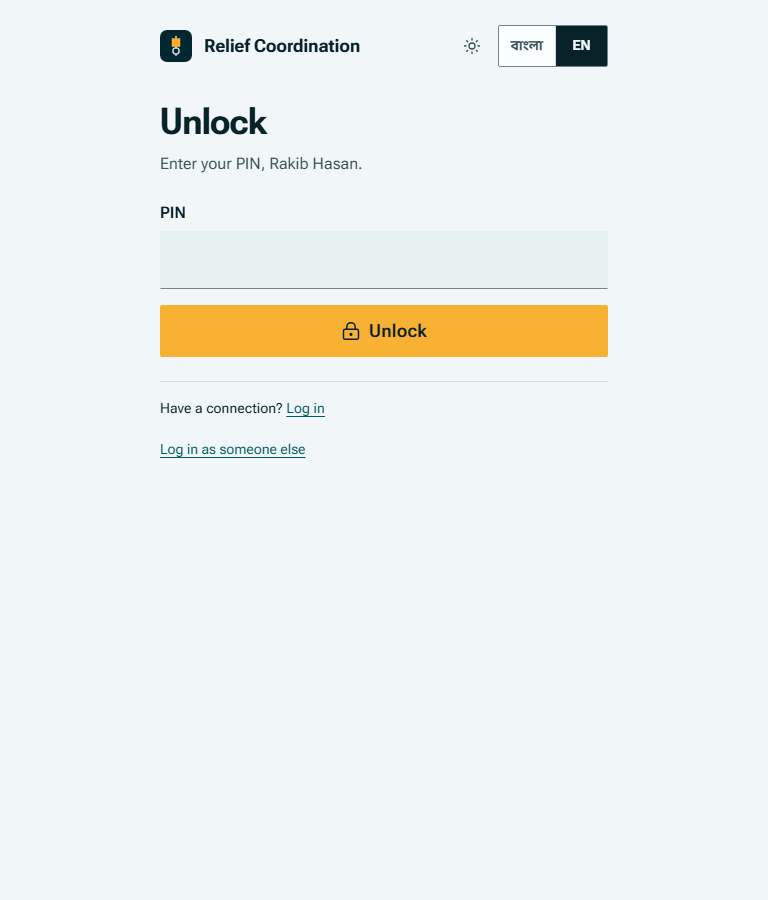 Relief Coordination
বাংলা
EN
Unlock
Enter your PIN, Rakib Hasan.
PIN
Unlock
Have a connection? Log in
Log in as someone else